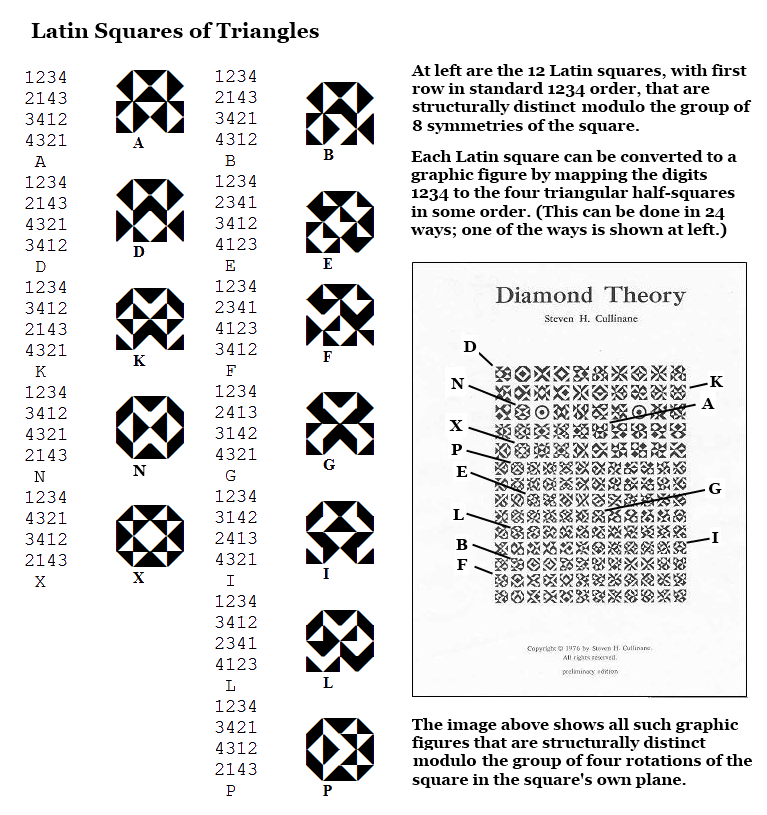 Latin Squares of Triangles
1234
2143
3412
4321
A
A
1234
2143
4321
3412
D
D
1234
3412
2143
4321
K
K
1234
3412
4321
2143
N
N
1234
4321
3412
2143
X
X
1234
2143
3421
4312
B
B
1234
2341
3412
4123
E
E
1234
2341
4123
3412
F
F
1234
2413
3142
4321
G
G
1234
3142
2413
4321
I
I
1234
3412
2341
4123
L
L
1234
3421
4312
2143
P
P
At left are the 12 Latin squares, with first
row in standard 1234 order, that are
structurally distinct modulo the group of
8 symmetries of the square.
Each Latin square can be converted to a
graphic figure by mapping the digits
1234 to the four triangular half-squares
in some order. (This can be done in 24
ways; one of the ways is shown at left.)
Diamond Theory
Steven H. Cullinane
D
N
X
P
E
L
B
F
K
A
G
I
Copyright © 1976 by Steven H. Cullinane
All rights reserved.
preliminary edition
The image above shows all such graphic
figures that are structurally distinct
modulo the group of four rotations of the
square in the square's own plane.